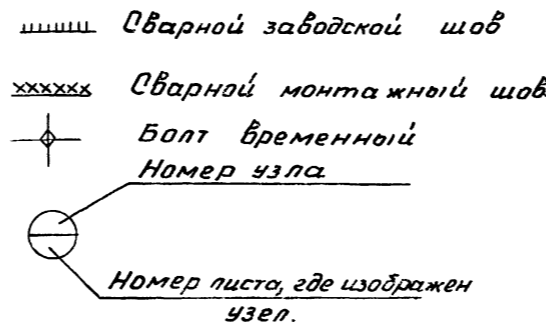 Сварной заводской шов
Сварной монтажный шов
Болт временный
Номер узла
Номер листа, где изображен
узел.